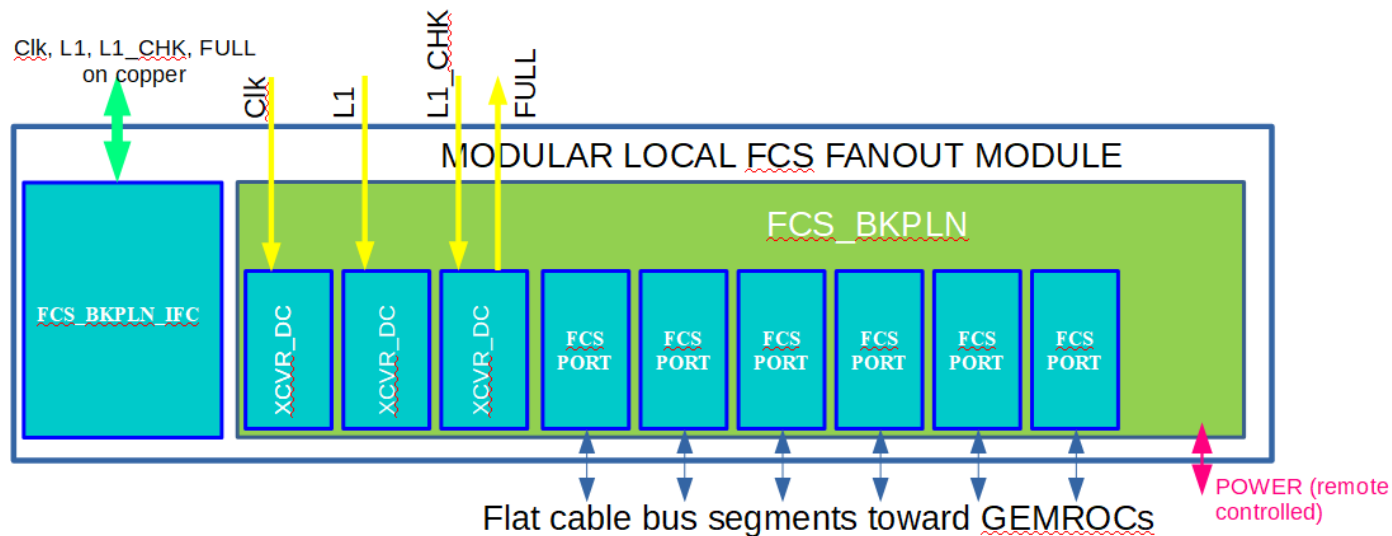 Clk, L1, L1_CHK, FULL
on copper
Clk
L1
L1_CHK
FULL
MODULAR LOCAL FCS FANOUT MODULE
FCS_BKPLN
FCS_BKPLN_IFC
XCVR_DC
XCVR_DC
XCVR_DC
FCS
PORT
FCS
PORT
FCS
PORT
FCS
PORT
FCS
PORT
FCS
PORT
POWER (remote
controlled)
Flat cable bus segments toward GEMROCs